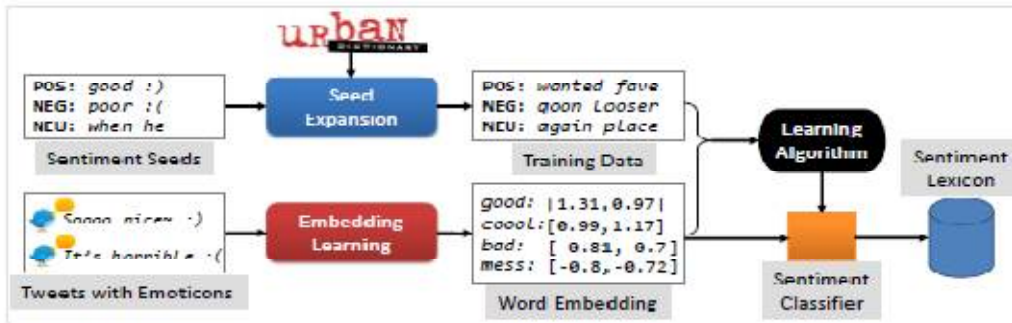 URBAN
DICTIONARY
POS: good :)
NEG: poor :(
NEU: when he
Sentiment Seeds
Seed
Expansion
POS: wanted fave
NEG: goon looser
NEU: again place
Training Data
Learning
Algorithm
Sentiment
Lexicon
Soooo nicee :)
It's horrible :(
Tweets with Emoticons
Embedding
Learning
good: [1.31,0.97]
coool:[0.99,1.17]
bad: [ 0.81, 0.7]
mess: [-0.8,-0.72]
Word Embedding
Sentiment
Classifier